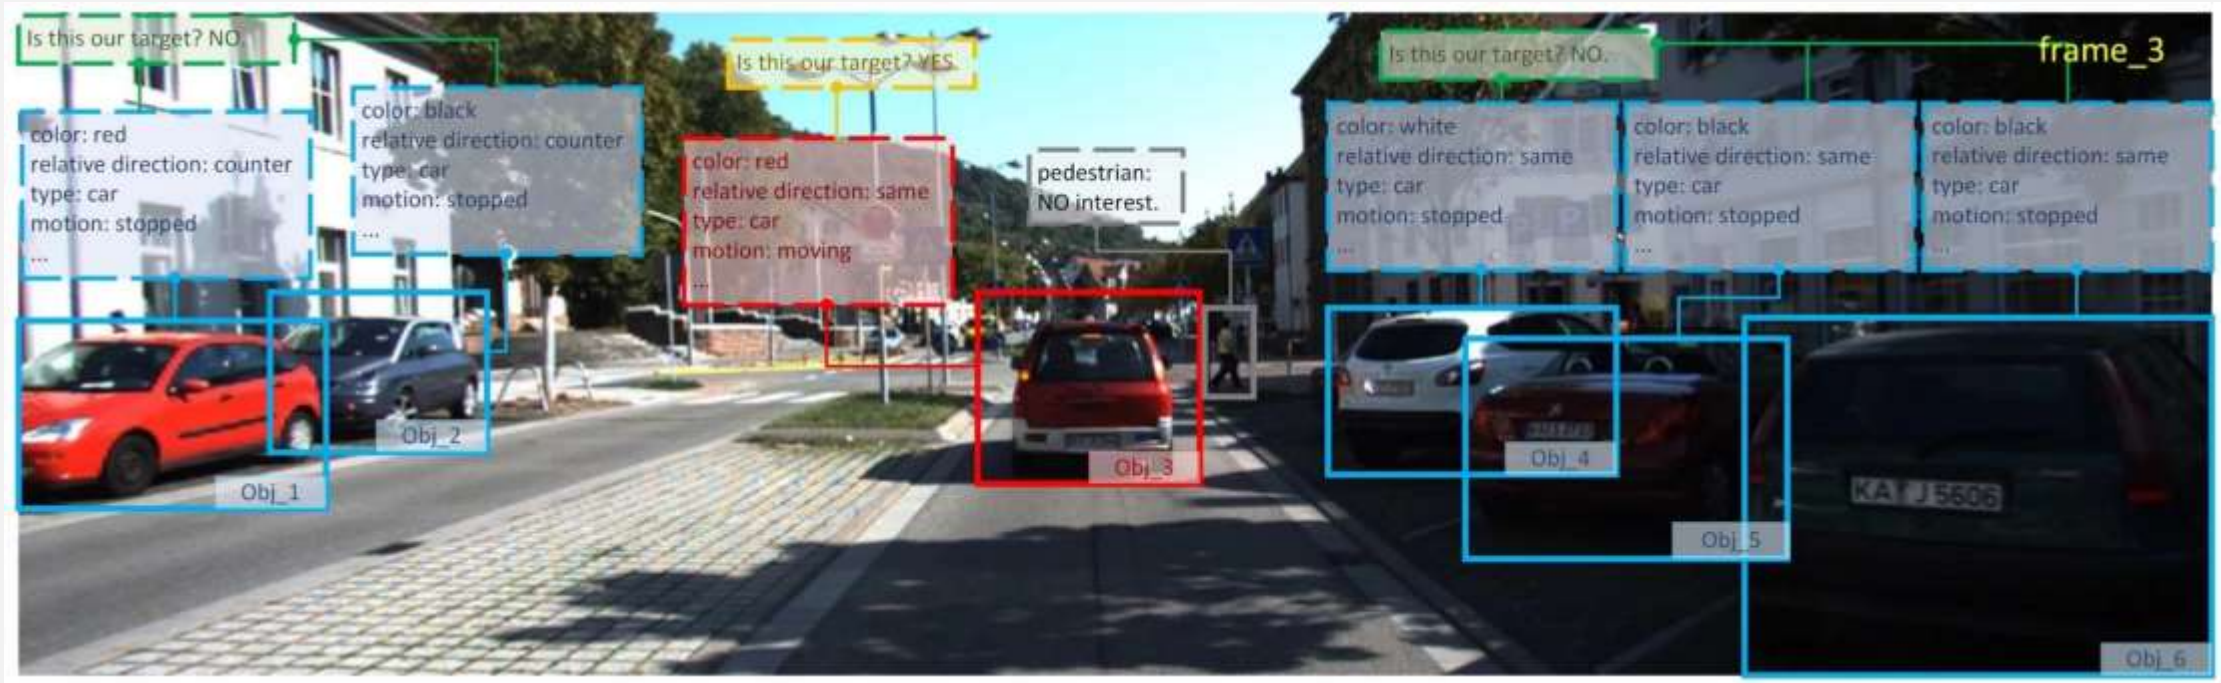 Is this our target? NO.
Is this our target? YES.
Is this our target? NO.
frame_3
color: red
relative direction: counter
type: car
motion: stopped
...
color: black
relative direction: counter
type: car
motion: stopped
...
color: red
relative direction: same
type: car
motion: moving
...
pedestrian:
NO interest.
color: white
relative direction: same
type: car
motion: stopped
...
color: black
relative direction: same
type: car
motion: stopped
...
color: black
relative direction: same
type: car
motion: stopped
...
Obj_1
Obj_2
Obj_3
Obj_4
Obj_5
Obj_6
KA J 5606